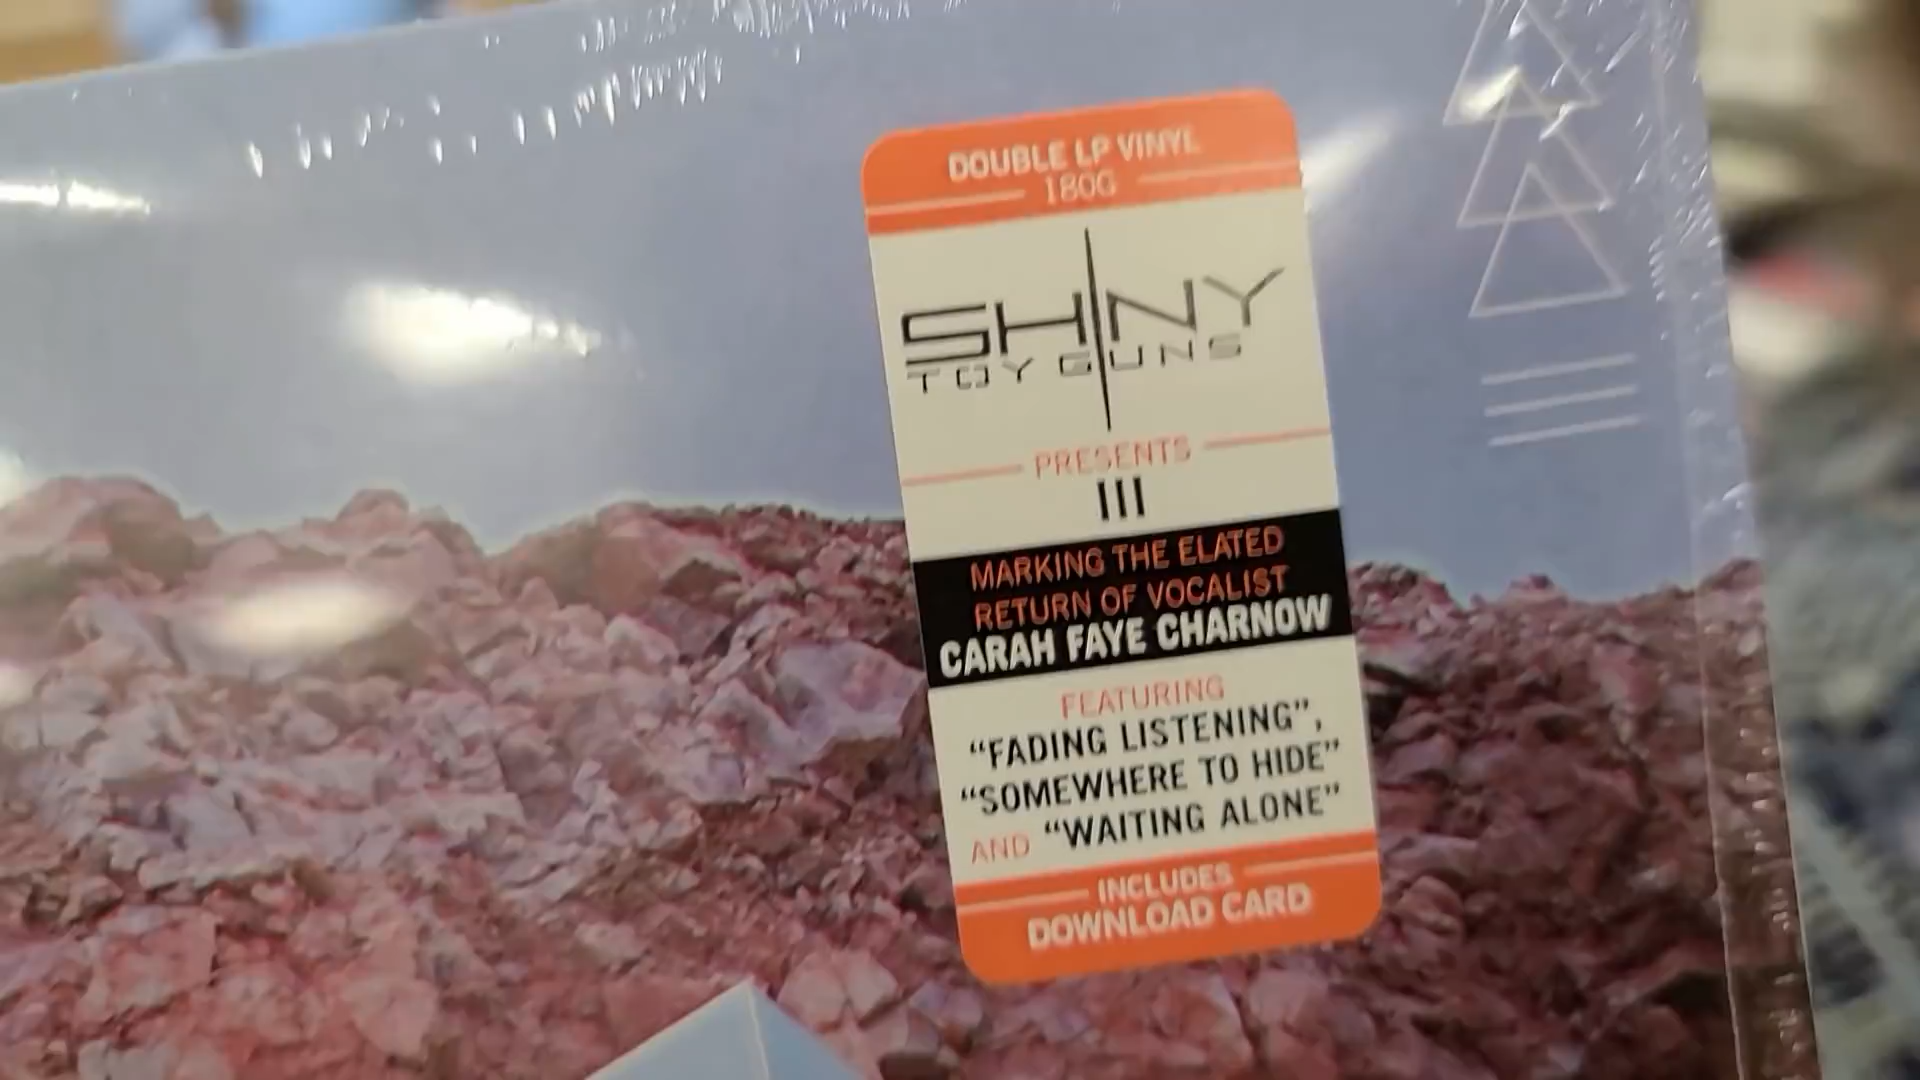 DOUBLE LP VINYL
180G
SHINY
TOY GUNS
PRESENTS
III
MARKING THE ELATED
RETURN OF VOCALIST
CARAH FAYE CHARNOW
FEATURING
“FADING LISTENING”,
“SOMEWHERE TO HIDE”
AND “WAITING ALONE”
INCLUDES
DOWNLOAD CARD